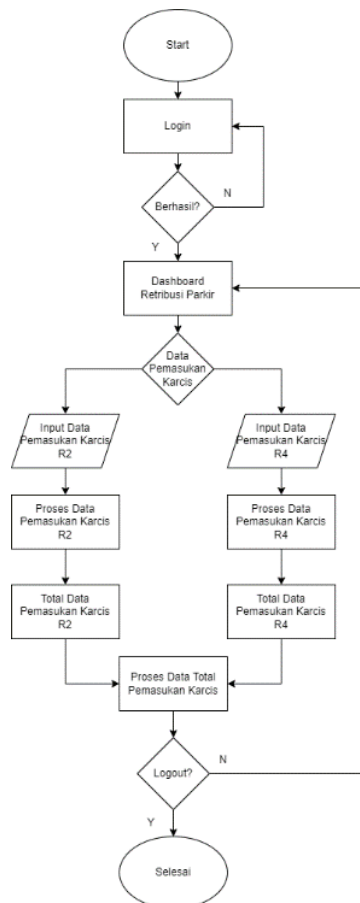 Start
Login
N
Berhasil?
Y
Dashboard
Retribusi Parkir
Data
Pemasukan
Karcis
Input Data
Pemasukan Karcis
R2
Input Data
Pemasukan Karcis
R4
Proses Data
Pemasukan Karcis
R2
Proses Data
Pemasukan Karcis
R4
Total Data
Pemasukan Karcis
R2
Total Data
Pemasukan Karcis
R4
Proses Data Total
Pemasukan Karcis
N
Logout?
Y
Selesai